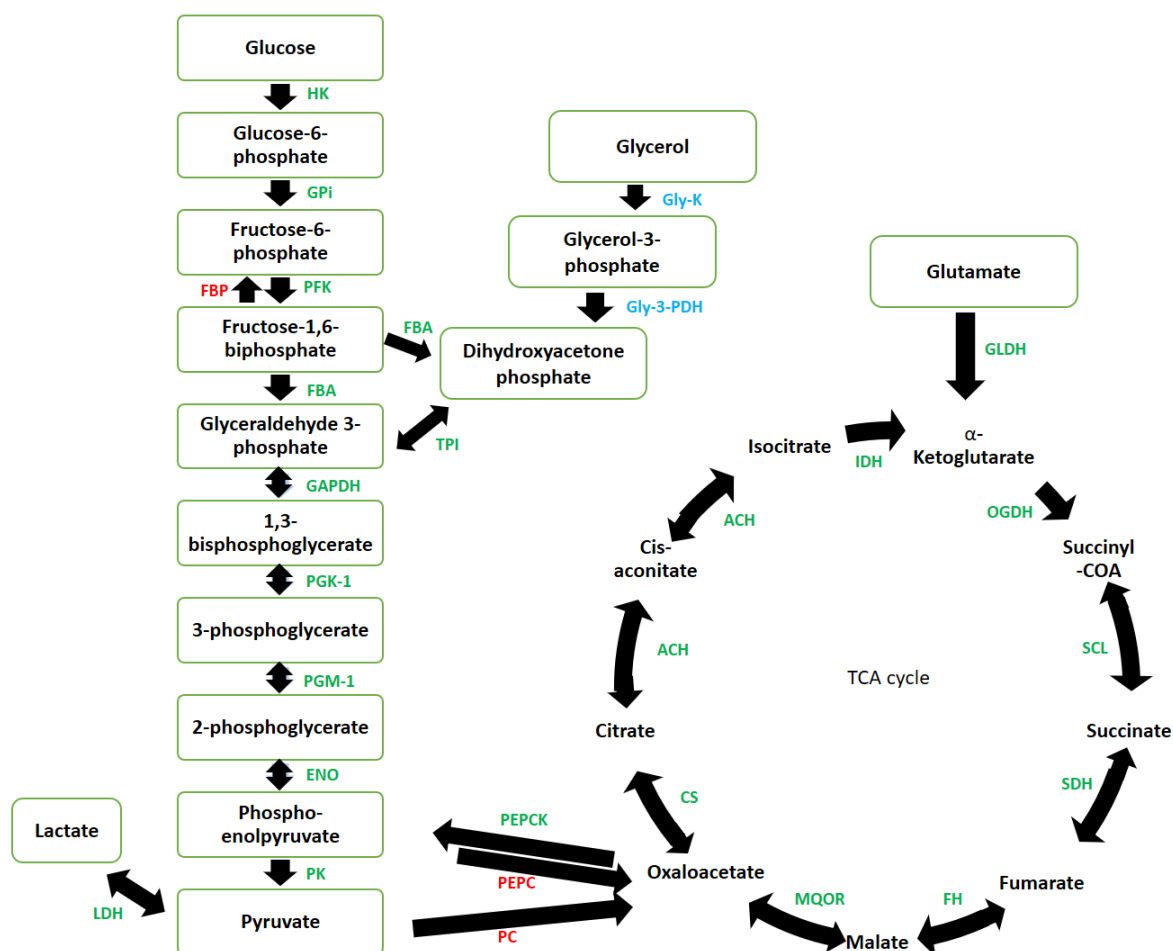 Glucose
HK
Glucose-6-
phosphate
GPi
Fructose-6-
phosphate
FBP
PFK
Fructose-1,6-
biphosphate
FBA
FBA
Glyceraldehyde 3-
phosphate
TPI
GAPDH
1,3-
bisphosphoglycerate
PGK-1
3-phosphoglycerate
PGM-1
2-phosphoglycerate
ENO
Phospho-
enolpyruvate
PK
Pyruvate
Lactate
LDH
Glycerol
Gly-K
Glycerol-3-
phosphate
Gly-3-PDH
Dihydroxyacetone
phosphate
Glutamate
GLDH
α-
Ketoglutarate
IDH
Isocitrate
ACH
Cis-
aconitate
ACH
Citrate
CS
Oxaloacetate
PEPCK
PEPC
PC
MQOR
Malate
FH
Fumarate
SDH
Succinate
SCL
Succinyl
-COA
OGDH
TCA cycle